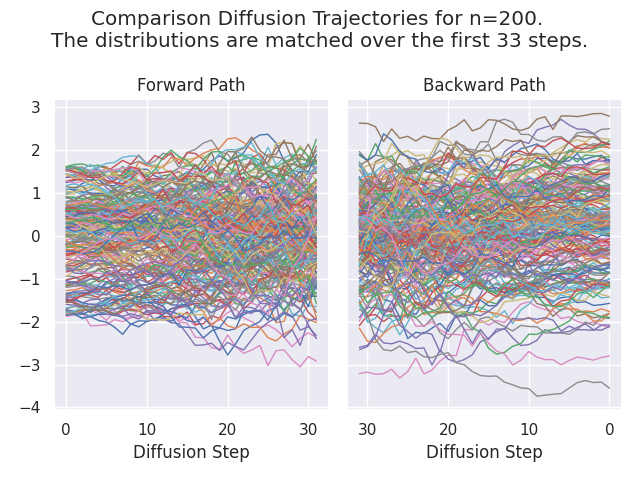 Comparison Diffusion Trajectories for n=200.
The distributions are matched over the first 33 steps.
Forward Path
Backward Path
3
2
1
0
−1
−2
−3
−4
0 10 20 30
30 20 10 0
Diffusion Step
Diffusion Step